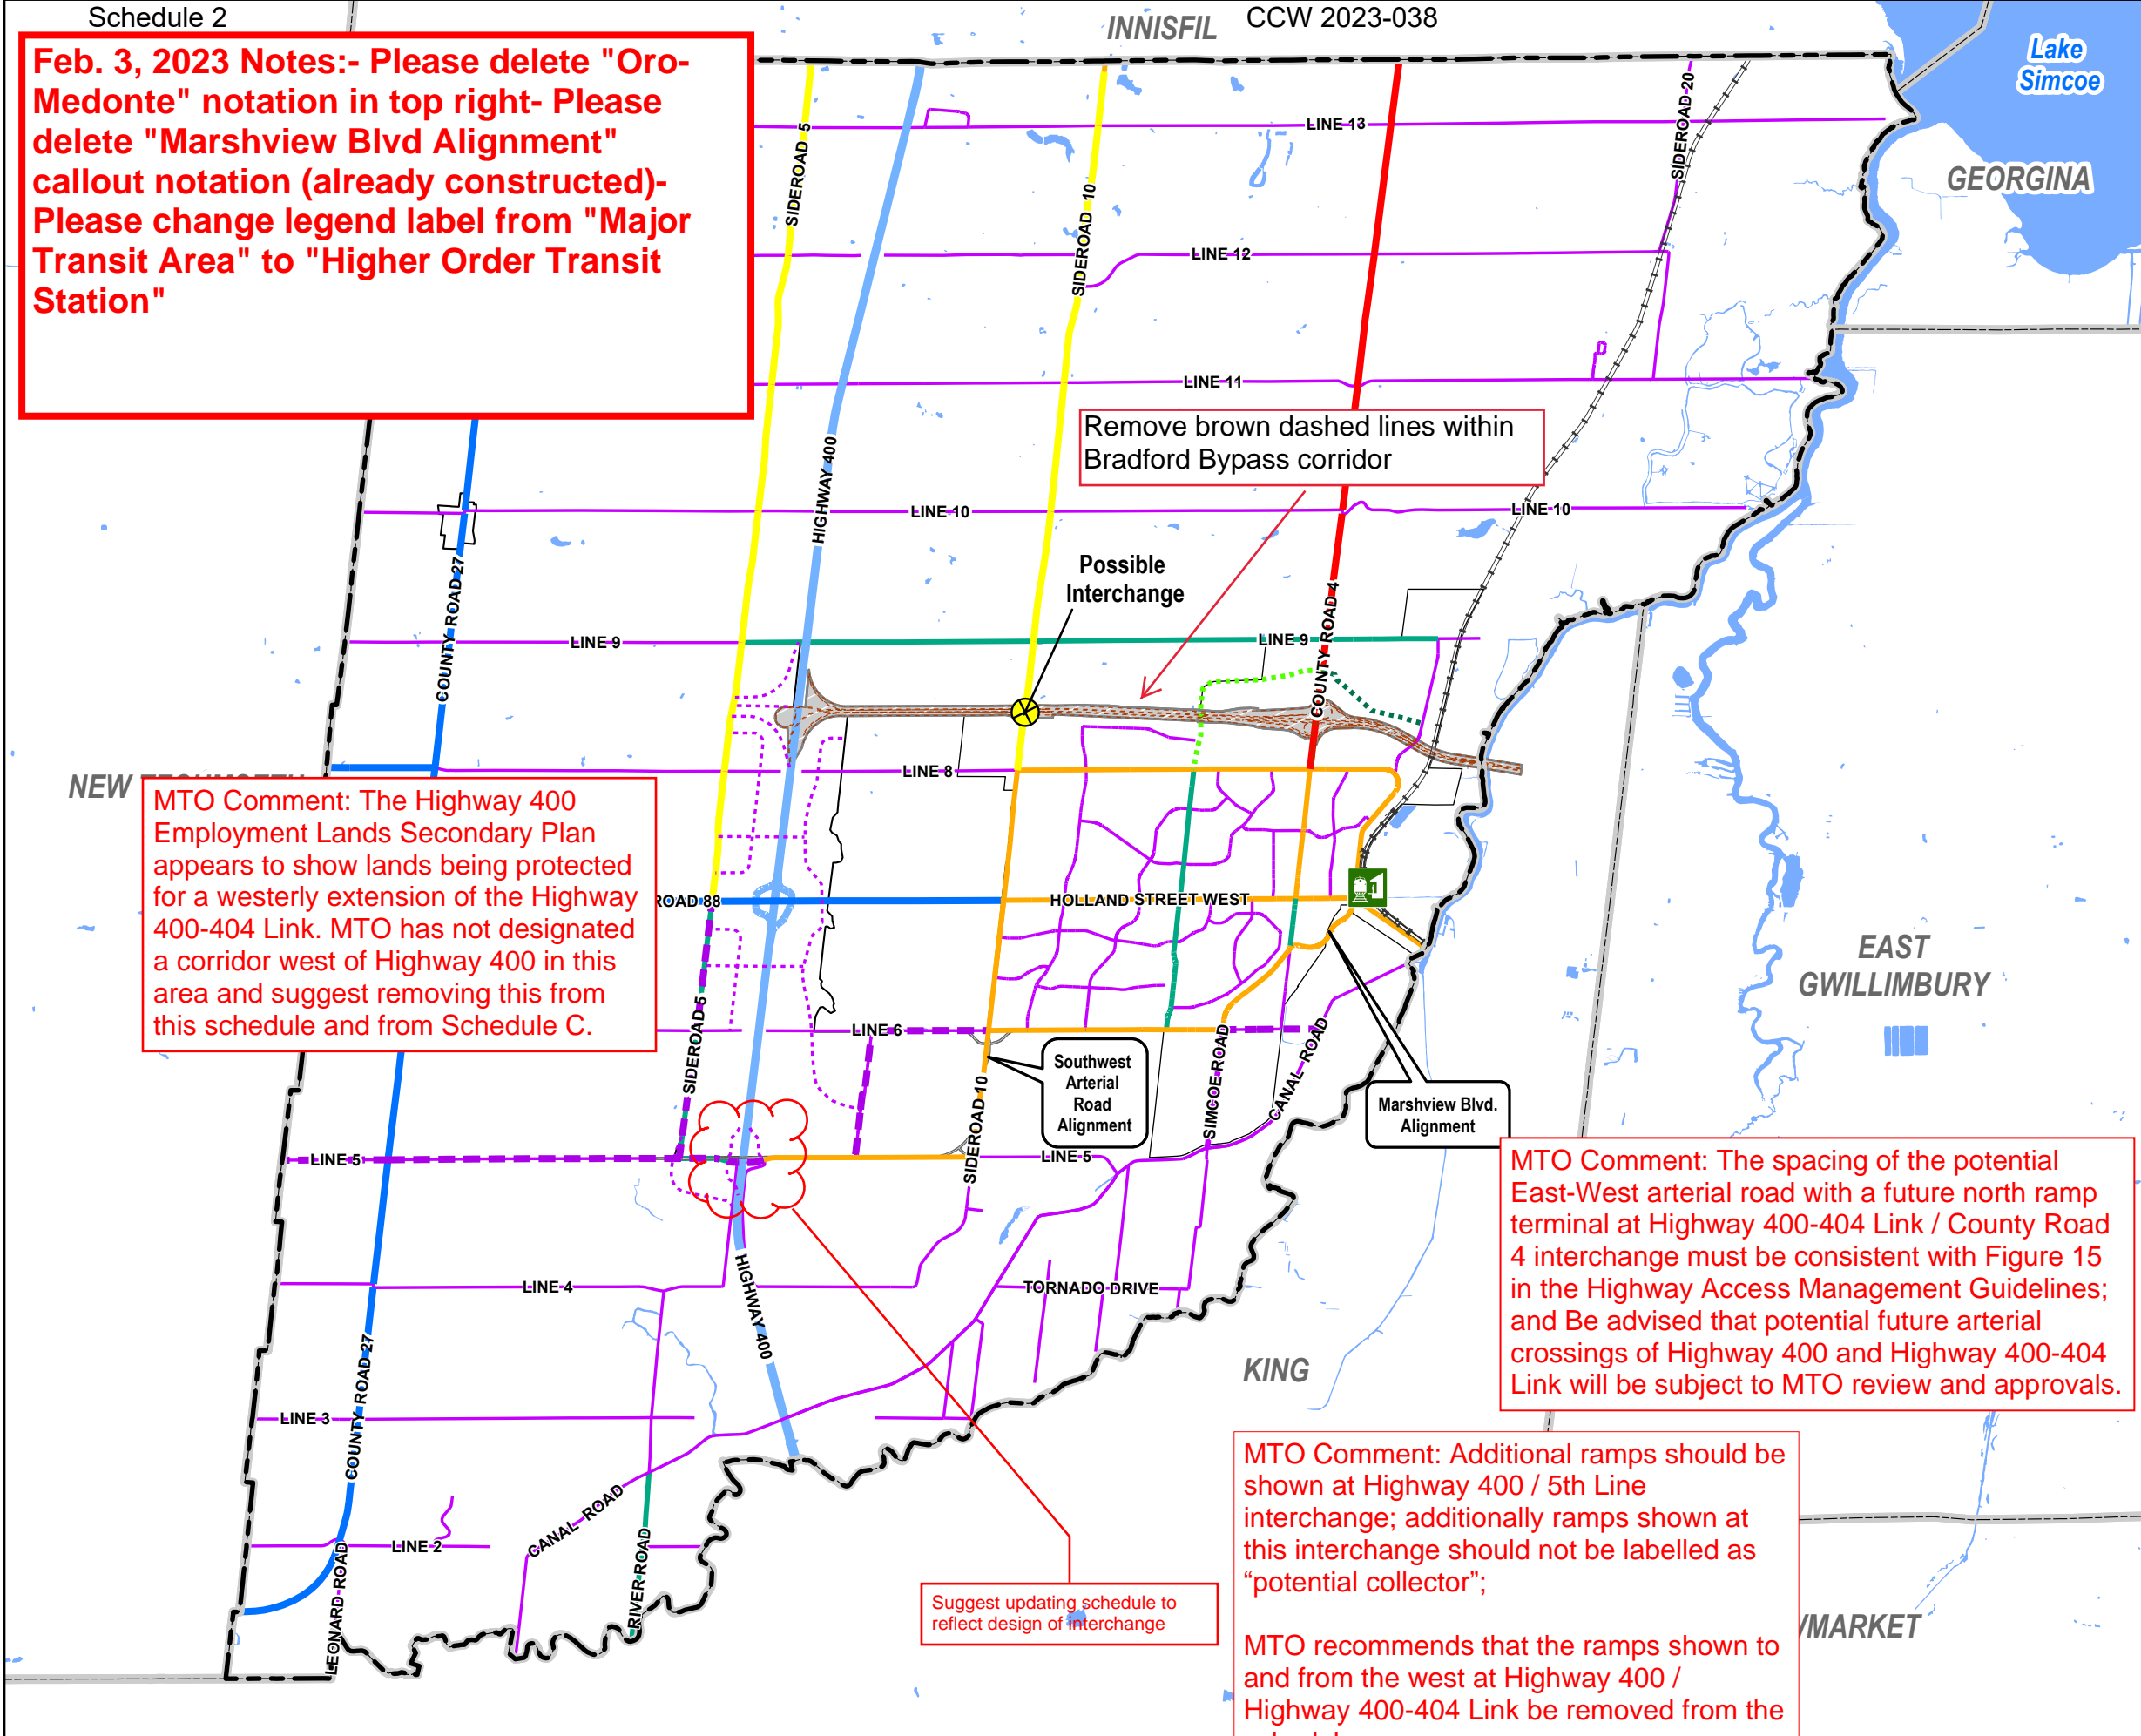 Schedule 2
CCW 2023-038
INNISFIL
Lake
Simcoe
Feb. 3, 2023 Notes:- Please delete "Oro-
Medonte" notation in top right- Please
delete "Marshview Blvd Alignment"
callout notation (already constructed)-
Please change legend label from "Major
Transit Area" to "Higher Order Transit
Station"
SIDEROAD 5
SIDEROAD 10
SIDEROAD 20
LINE 13
GEORGINA
LINE 12
LINE 11
HIGHWAY 400
Remove brown dashed lines within
Bradford Bypass corridor
LINE 10
LINE 10
COUNTY ROAD 27
Possible
Interchange
COUNTY ROAD 4
LINE 9
LINE 9
LINE 8
NEW
MTO Comment: The Highway 400
Employment Lands Secondary Plan
appears to show lands being protected
for a westerly extension of the Highway
400-404 Link. MTO has not designated
a corridor west of Highway 400 in this
area and suggest removing this from
this schedule and from Schedule C.
ROAD 88
HOLLAND STREET WEST
EAST
GWILLIMBURY
SIDEROAD 5
LINE 6
Southwest
Arterial
Road
Alignment
SIDEROAD 10
SIMCOE ROAD
CANAL ROAD
Marshview Blvd.
Alignment
LINE 5
LINE 5
MTO Comment: The spacing of the potential
East-West arterial road with a future north ramp
terminal at Highway 400-404 Link / County Road
4 interchange must be consistent with Figure 15
in the Highway Access Management Guidelines;
and Be advised that potential future arterial
crossings of Highway 400 and Highway 400-404
Link will be subject to MTO review and approvals.
LINE 4
HIGHWAY 400
TORNADO DRIVE
KING
COUNTY ROAD 27
LINE 3
CANAL ROAD
LINE 2
LEONARD ROAD
RIVER ROAD
Suggest updating schedule to
reflect design of interchange
MTO Comment: Additional ramps should be
shown at Highway 400 / 5th Line
interchange; additionally ramps shown at
this interchange should not be labelled as
“potential collector”;
MTO recommends that the ramps shown to
and from the west at Highway 400 /
Highway 400-404 Link be removed from the